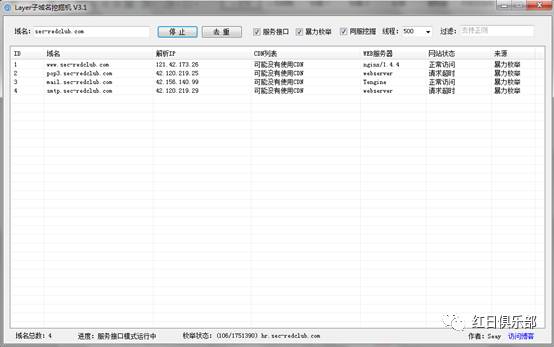 Layer子域名挖掘机 V3.1
域名: sec-redclub.com 停 止 去 重 服务接口 暴力枚举 同服挖掘 线程: 500 过滤: 支持正则
ID 域名 解析IP CDN列表 WEB服务器 网站状态 来源
1 www.sec-redclub.com 121.42.173.26 可能没有使用CDN nginx/1.4.4 正常访问 暴力枚举
2 pop3.sec-redclub.com 42.120.219.25 可能没有使用CDN webserver 请求超时 暴力枚举
3 mail.sec-redclub.com 42.156.140.99 可能没有使用CDN Tengine 正常访问 暴力枚举
4 smtp.sec-redclub.com 42.120.219.29 可能没有使用CDN webserver 请求超时 暴力枚举
红日俱乐部
域名总数: 4 进度: 服务接口模式运行中 枚举状态: (106/1751390) hr.sec-redclub.com 作者: Seay 访问博客